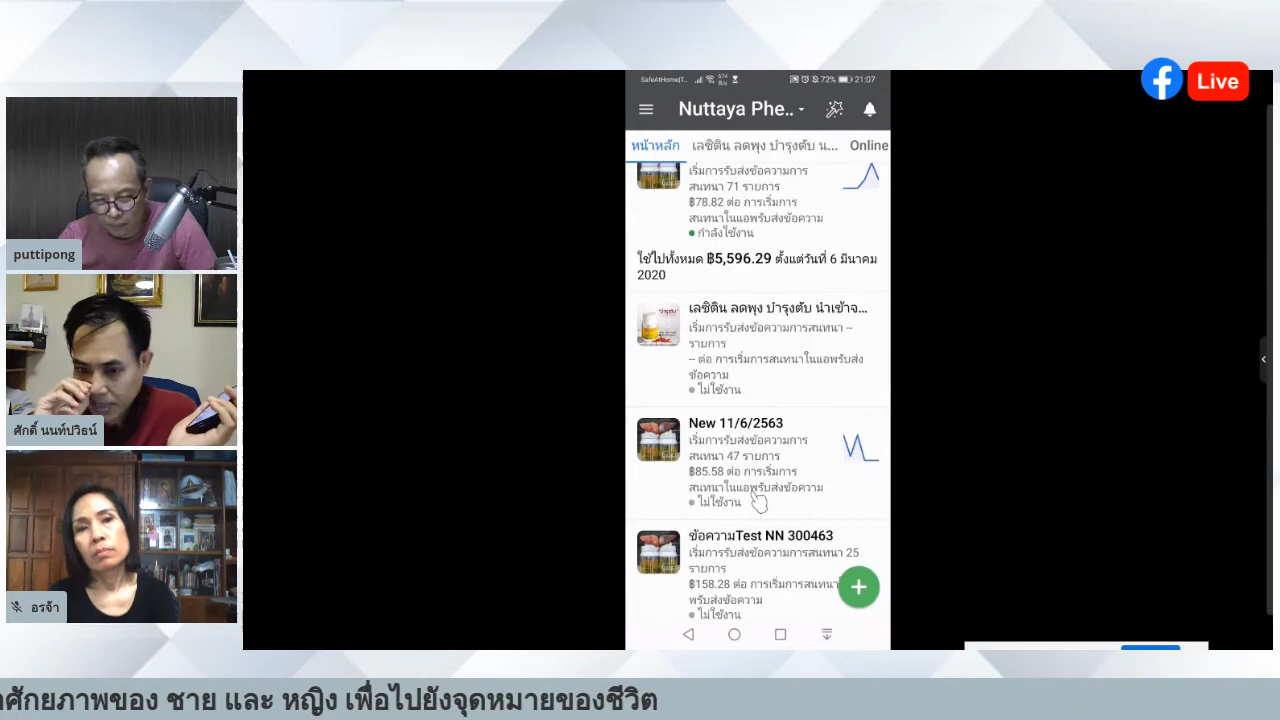 Live
SafeAtHome|T..
72%
21:07
Nuttaya Phe..
หน้าหลัก
เลซิติน ลดพุง บำรุงตับ น...
Online
เริ่มการรับส่งข้อความการ
สนทนา 71 รายการ
฿78.82 ต่อ การเริ่มการ
สนทนาในแอพรับส่งข้อความ
กำลังใช้งาน
ใช้ไปทั้งหมด ฿5,596.29 ตั้งแต่วันที่ 6 มีนาคม
2020
เลซิติน ลดพุง บำรุงตับ นำเข้าจ...
เริ่มการรับส่งข้อความการสนทนา --
รายการ
-- ต่อ การเริ่มการสนทนาในแอพรับส่ง
ข้อความ
ไม่ใช้งาน
New 11/6/2563
เริ่มการรับส่งข้อความการ
สนทนา 47 รายการ
฿85.58 ต่อ การเริ่มการ
สนทนาในแอพรับส่งข้อความ
ไม่ใช้งาน
ข้อความTest NN 300463
เริ่มการรับส่งข้อความการสนทนา 25
รายการ
฿158.28 ต่อ การเริ่มการสนทนา
พรับส่งข้อความ
ไม่ใช้งาน
puttipong
ศักดิ์ นนท์ปวิธน์
อรจ้า
ศักยภาพของ ชาย และ หญิง เพื่อไปยังจุดหมายของชีวิต